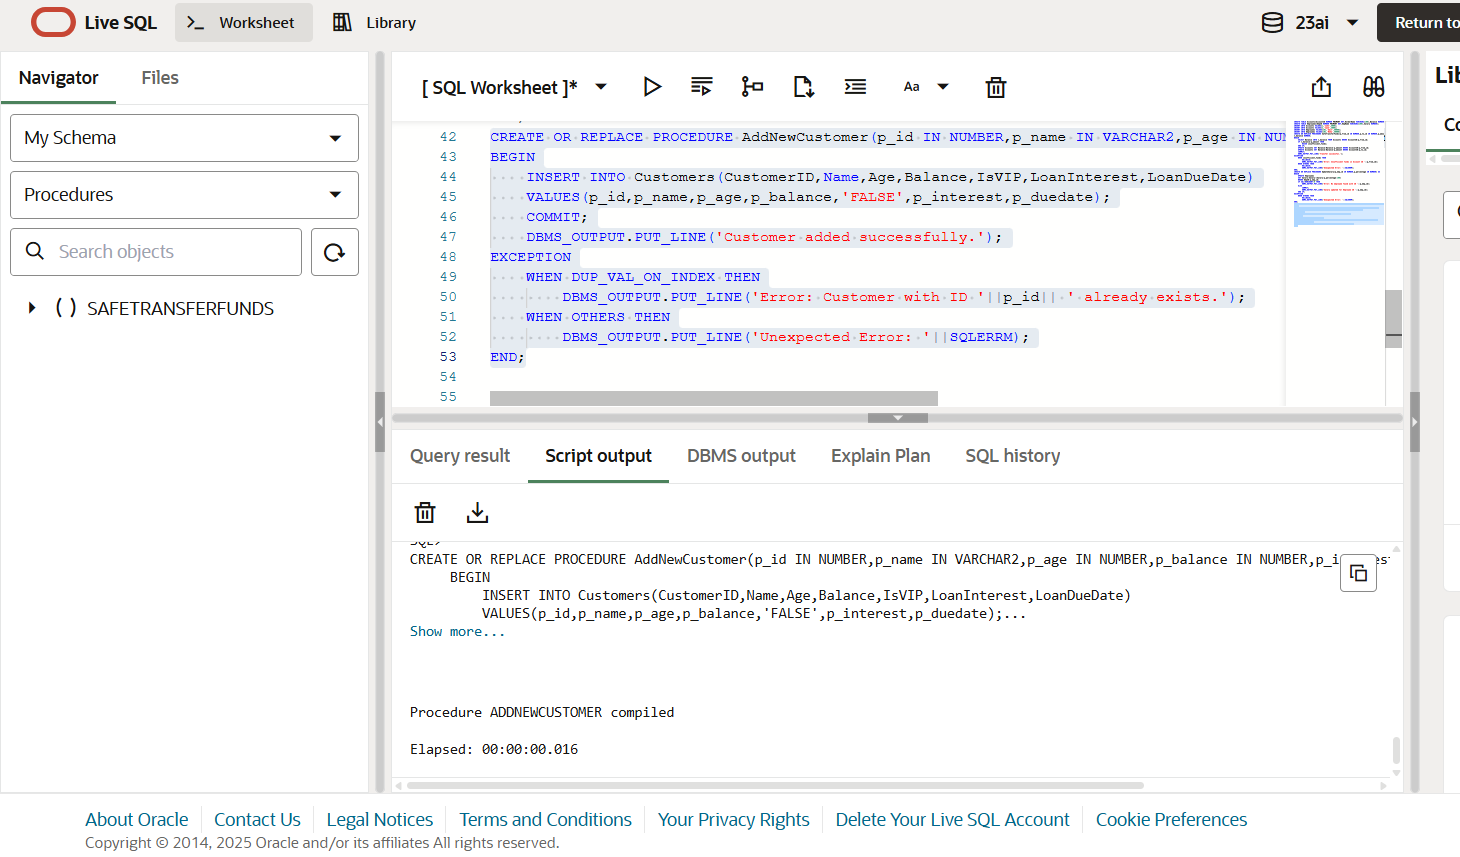 Live SQL
>_ Worksheet
Library
23ai
Return to
Navigator
Files
My Schema
Procedures
Search objects
( ) SAFETRANSFERFUNDS
[ SQL Worksheet ]*
Aa
42 CREATE OR REPLACE PROCEDURE AddNewCustomer(p_id IN NUMBER,p_name IN VARCHAR2,p_age IN NUM
43 BEGIN
44 INSERT INTO Customers(CustomerID,Name,Age,Balance,IsVIP,LoanInterest,LoanDueDate)
45 VALUES(p_id,p_name,p_age,p_balance,'FALSE',p_interest,p_duedate);
46 COMMIT;
47 DBMS_OUTPUT.PUT_LINE('Customer added successfully.');
48 EXCEPTION
49 WHEN DUP_VAL_ON_INDEX THEN
50 DBMS_OUTPUT.PUT_LINE('Error: Customer with ID '||p_id|| ' already exists.');
51 WHEN OTHERS THEN
52 DBMS_OUTPUT.PUT_LINE('Unexpected Error: '||SQLERRM);
53 END;
54
55
Query result
Script output
DBMS output
Explain Plan
SQL history
SQL>
CREATE OR REPLACE PROCEDURE AddNewCustomer(p_id IN NUMBER,p_name IN VARCHAR2,p_age IN NUMBER,p_balance IN NUMBER,p_i
BEGIN
INSERT INTO Customers(CustomerID,Name,Age,Balance,IsVIP,LoanInterest,LoanDueDate)
VALUES(p_id,p_name,p_age,p_balance,'FALSE',p_interest,p_duedate);...
Show more...
Procedure ADDNEWCUSTOMER compiled
Elapsed: 00:00:00.016
About Oracle
Contact Us
Legal Notices
Terms and Conditions
Your Privacy Rights
Delete Your Live SQL Account
Cookie Preferences
Copyright © 2014, 2025 Oracle and/or its affiliates All rights reserved.